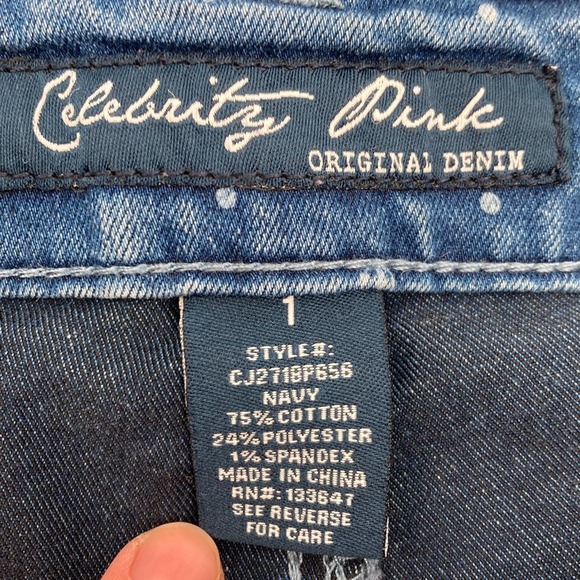 Celebrity Pink
ORIGINAL DENIM
1
STYLE#:
CJ2718P656
NAVY
75% COTTON
24% POLYESTER
1% SPANDEX
MADE IN CHINA
RN#: 133647
SEE REVERSE
FOR CARE